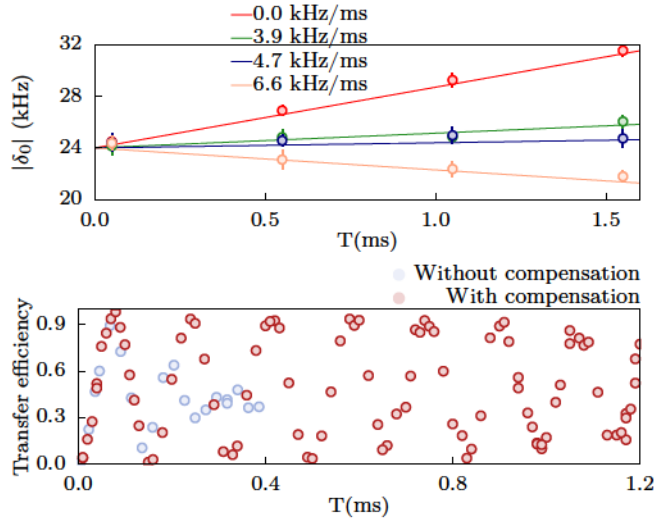 0.0 kHz/ms
3.9 kHz/ms
4.7 kHz/ms
6.6 kHz/ms
32
28
24
20
|δ₀| (kHz)
0.0 0.5 1.0 1.5
T(ms)
Without compensation
With compensation
0.9
0.6
0.3
0.0
Transfer efficiency
0.0 0.4 0.8 1.2
T(ms)